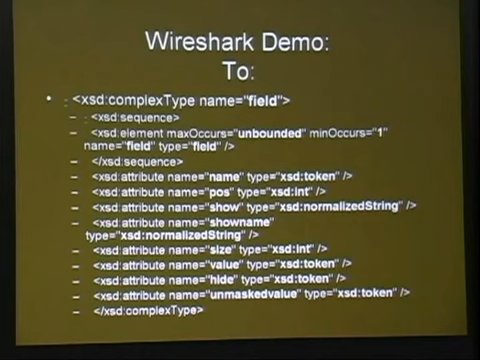 Wireshark Demo:
To:
• : <xsd:complexType name="field">
– : <xsd:sequence>
– <xsd:element maxOccurs="unbounded" minOccurs="1"
name="field" type="field" />
– </xsd:sequence>
– <xsd:attribute name="name" type="xsd:token" />
– <xsd:attribute name="pos" type="xsd:int" />
– <xsd:attribute name="show" type="xsd:normalizedString" />
– <xsd:attribute name="showname"
type="xsd:normalizedString" />
– <xsd:attribute name="size" type="xsd:int" />
– <xsd:attribute name="value" type="xsd:token" />
– <xsd:attribute name="hide" type="xsd:token" />
– <xsd:attribute name="unmaskedvalue" type="xsd:token" />
– </xsd:complexType>